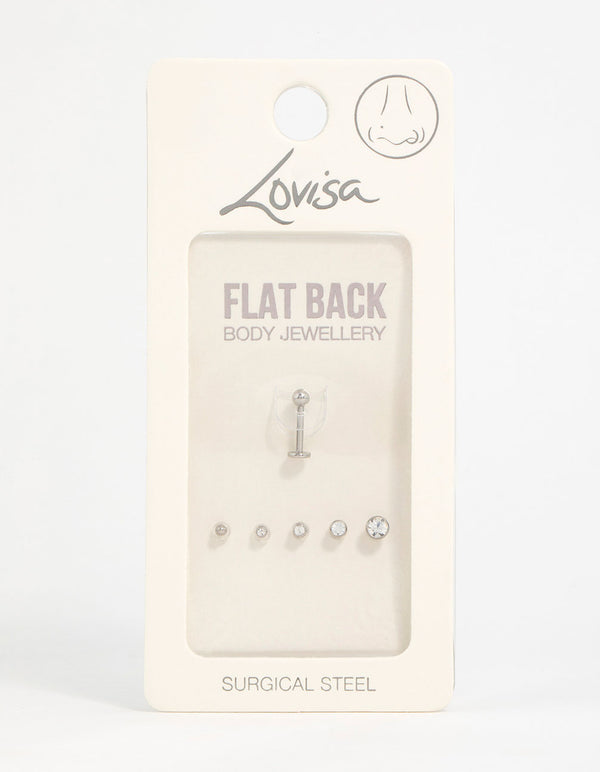 Lovisa
FLAT BACK
BODY JEWELLERY
SURGICAL STEEL